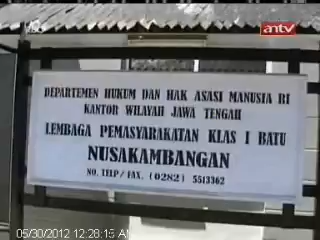 antv
DEPARTEMEN HUKUM DAN HAK ASASI MANUSIA RI
KANTOR WILAYAH JAWA TENGAH
LEMBAGA PEMASYARAKATAN KLAS I BATU
NUSAKAMBANGAN
NO. TELP/ FAX. (0282) 5513362
05/30/2012 12:28:15 A